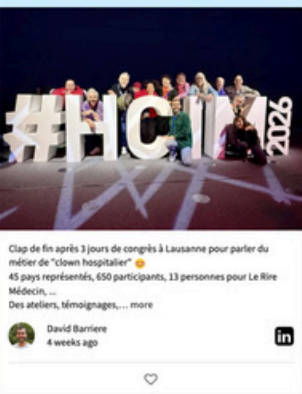 #HCIM
2026
Clap de fin après 3 jours de congrès à Lausanne pour parler du
métier de "clown hospitalier" 😊
45 pays représentés, 650 participants, 13 personnes pour Le Rire
Médecin, ...
Des ateliers, témoignages,... more
David Barriere
4 weeks ago
in